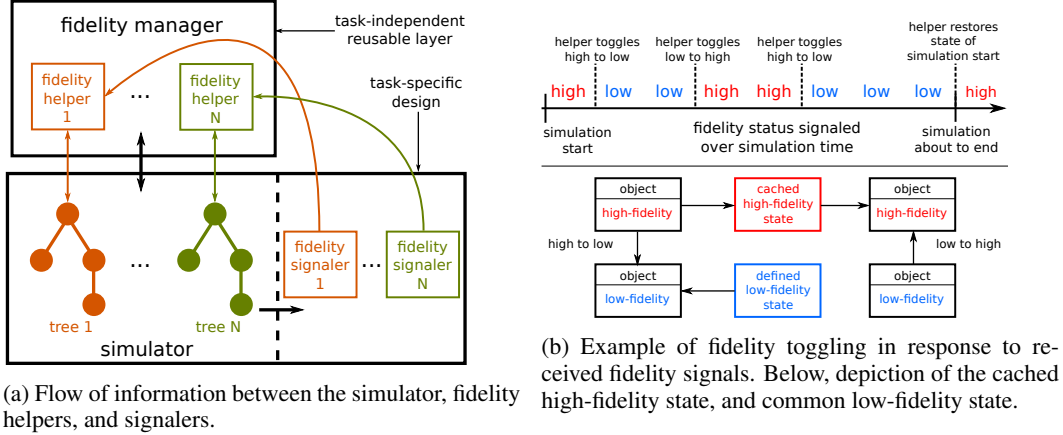 fidelity manager
task-independent
reusable layer
fidelity
helper
1
...
fidelity
helper
N
task-specific
design
fidelity
signaler
1
...
fidelity
signaler
N
...
tree 1
tree N
simulator
(a) Flow of information between the simulator, fidelity
helpers, and signalers.
helper toggles
high to low
helper toggles
low to high
helper toggles
high to low
helper restores
state of
simulation start
high low low high high low low low high
simulation
start
fidelity status signaled
over simulation time
simulation
about to end
object
high-fidelity
cached
high-fidelity
state
object
high-fidelity
high to low
low to high
object
low-fidelity
defined
low-fidelity
state
object
low-fidelity
(b) Example of fidelity toggling in response to re-
ceived fidelity signals. Below, depiction of the cached
high-fidelity state, and common low-fidelity state.